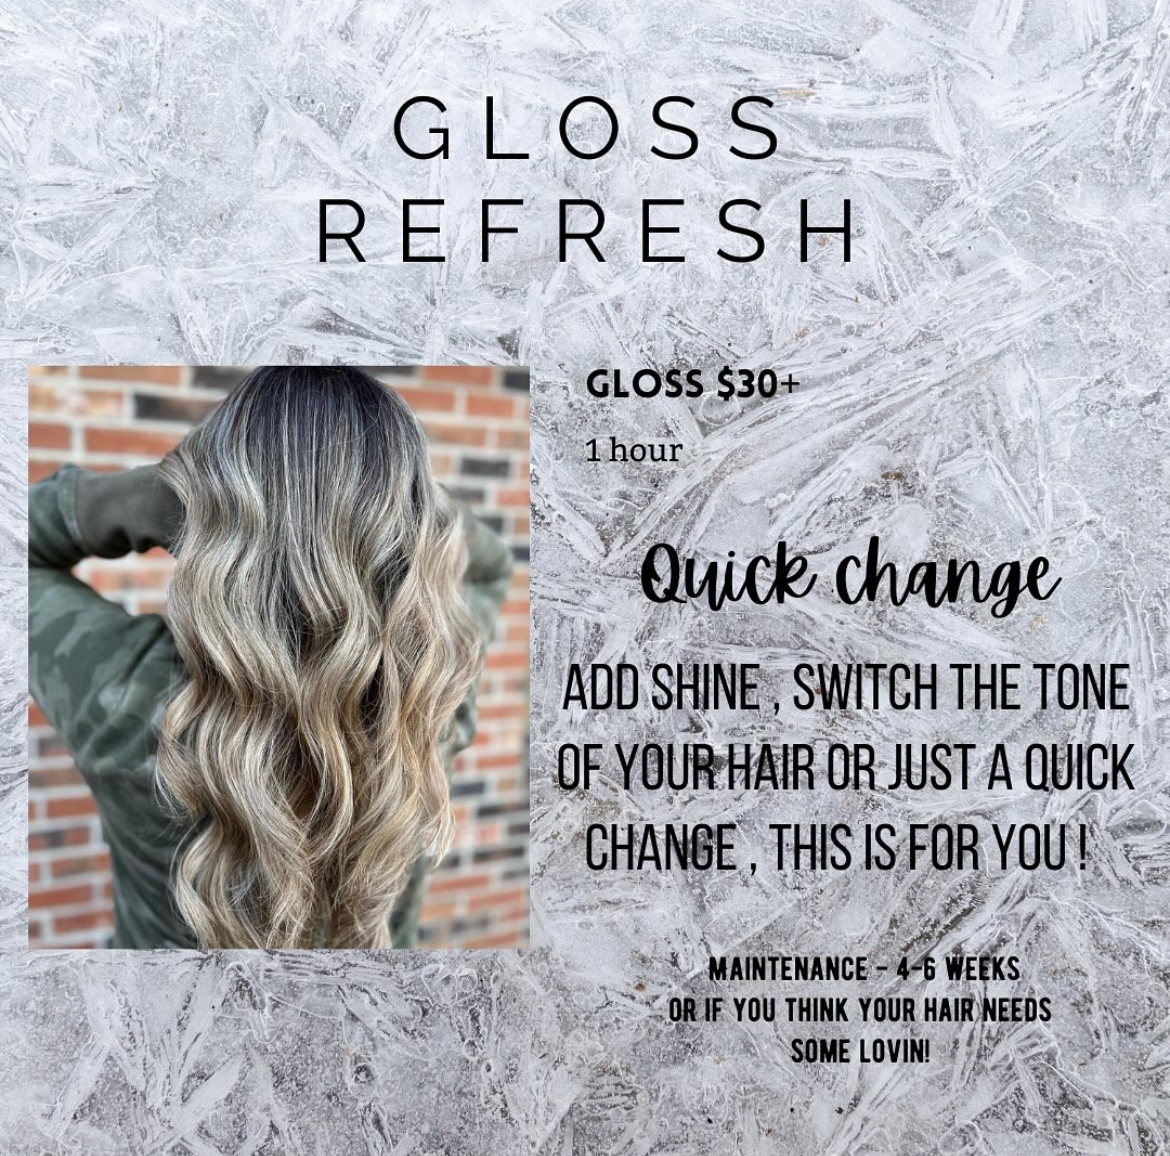 GLOSS
REFRESH
GLOSS $30+
1 hour
Quick change
ADD SHINE , SWITCH THE TONE
OF YOUR HAIR OR JUST A QUICK
CHANGE , THIS IS FOR YOU !
MAINTENANCE - 4-6 WEEKS
OR IF YOU THINK YOUR HAIR NEEDS
SOME LOVIN!